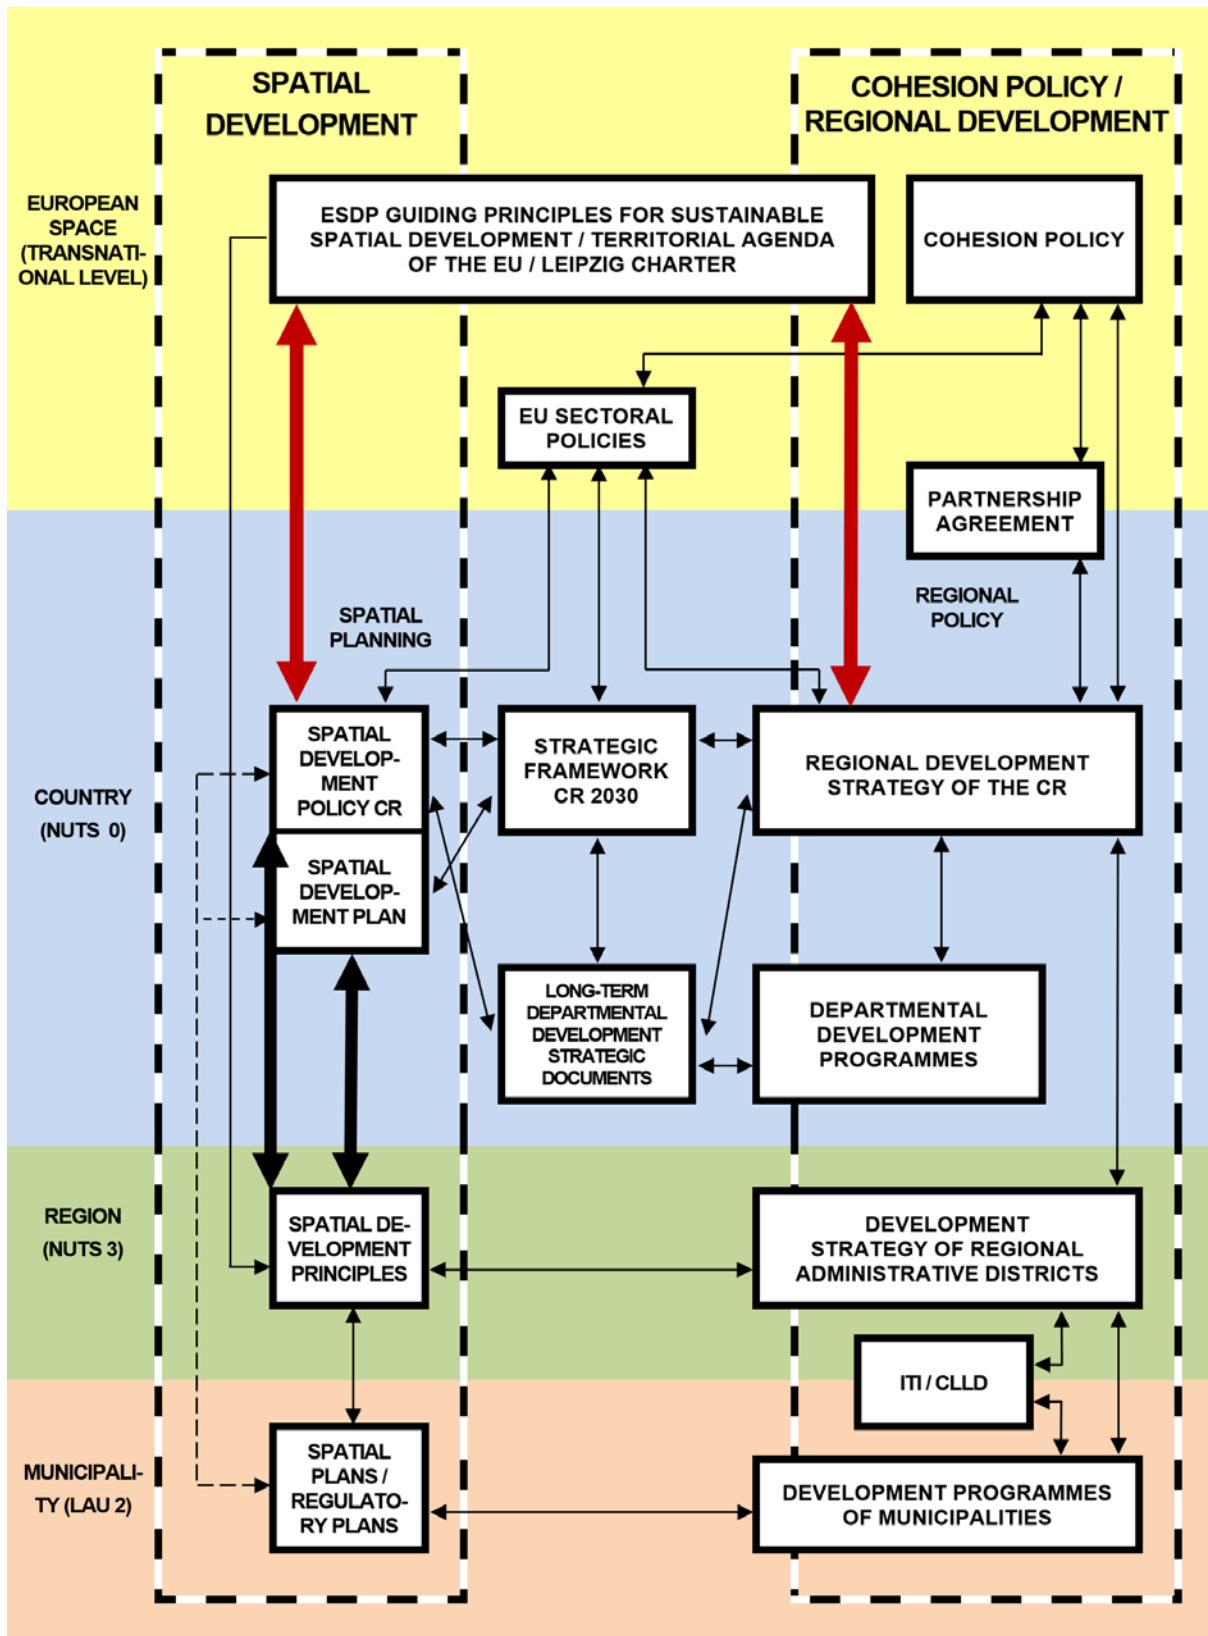 SPATIAL
DEVELOPMENT
COHESION POLICY /
REGIONAL DEVELOPMENT
EUROPEAN
SPACE
(TRANSNATI-
ONAL LEVEL)
ESDP GUIDING PRINCIPLES FOR SUSTAINABLE
SPATIAL DEVELOPMENT / TERRITORIAL AGENDA
OF THE EU / LEIPZIG CHARTER
COHESION POLICY
EU SECTORAL
POLICIES
PARTNERSHIP
AGREEMENT
SPATIAL
PLANNING
REGIONAL
POLICY
COUNTRY
(NUTS 0)
SPATIAL
DEVELOP-
MENT
POLICY CR
STRATEGIC
FRAMEWORK
CR 2030
REGIONAL DEVELOPMENT
STRATEGY OF THE CR
SPATIAL
DEVELOP-
MENT PLAN
LONG-TERM
DEPARTMENTAL
DEVELOPMENT
STRATEGIC
DOCUMENTS
DEPARTMENTAL
DEVELOPMENT
PROGRAMMES
REGION
(NUTS 3)
SPATIAL DE-
VELOPMENT
PRINCIPLES
DEVELOPMENT
STRATEGY OF REGIONAL
ADMINISTRATIVE DISTRICTS
ITI / CLLD
MUNICIPALI-
TY (LAU 2)
SPATIAL
PLANS /
REGULATO-
RY PLANS
DEVELOPMENT PROGRAMMES
OF MUNICIPALITIES